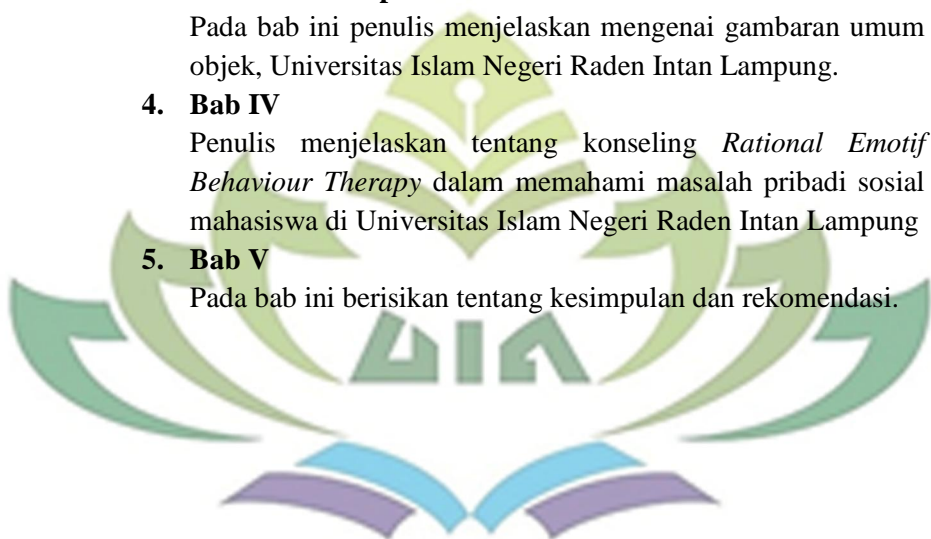 Pada bab ini penulis menjelaskan mengenai gambaran umum
objek, Universitas Islam Negeri Raden Intan Lampung.
4. Bab IV
Penulis menjelaskan tentang konseling Rational Emotif
Behaviour Therapy dalam memahami masalah pribadi sosial
mahasiswa di Universitas Islam Negeri Raden Intan Lampung
5. Bab V
Pada bab ini berisikan tentang kesimpulan dan rekomendasi.